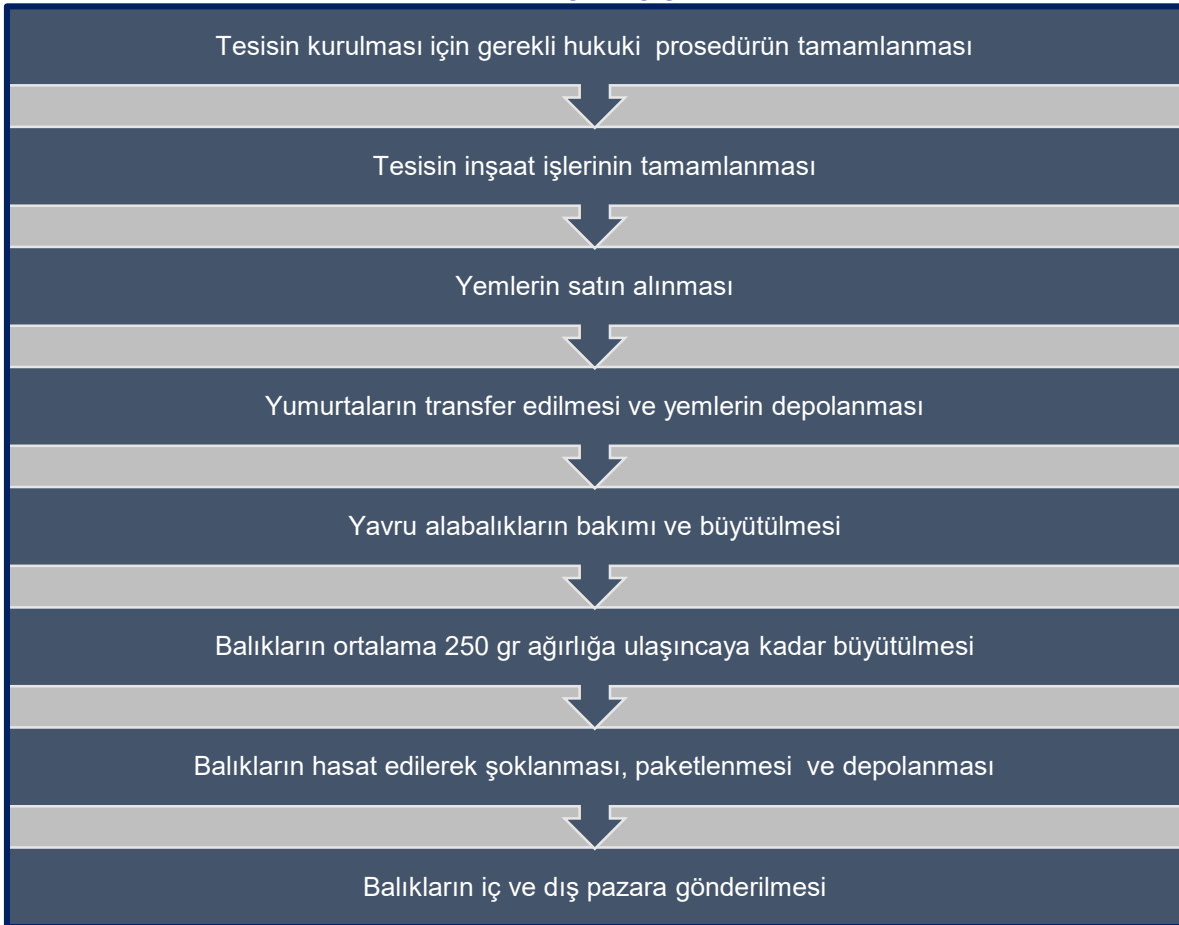 Tesisin kurulması için gerekli hukuki  prosedürün tamamlanması
Tesisin inşaat işlerinin tamamlanması
Yemlerin satın alınması
Yumurtaların transfer edilmesi ve yemlerin depolanması
Yavru alabalıkların bakımı ve büyütülmesi
Balıkların ortalama 250 gr ağırlığa ulaşıncaya kadar büyütülmesi
Balıkların hasat edilerek şoklanması, paketlenmesi  ve depolanması
Balıkların iç ve dış pazara gönderilmesi